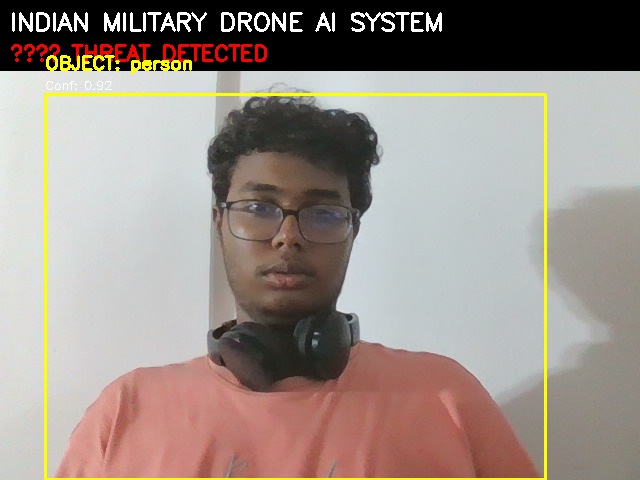 INDIAN MILITARY DRONE AI SYSTEM
???? THREAT DETECTED
OBJECT: person
Conf: 0.92